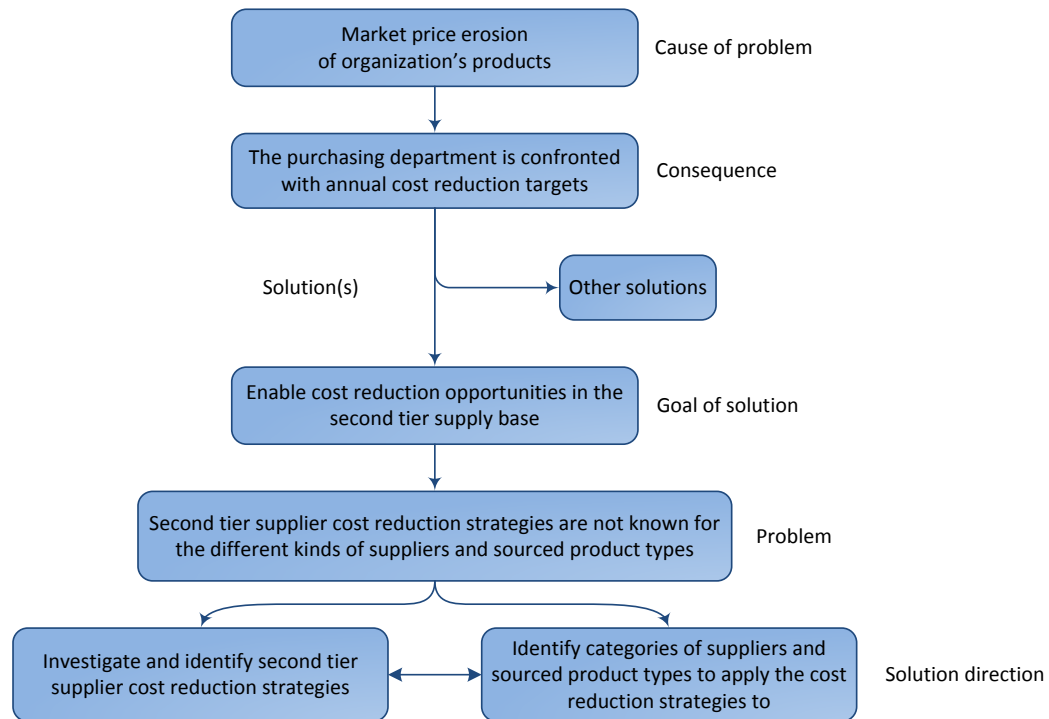 Market price erosion
of organization’s products
Cause of problem
The purchasing department is confronted
with annual cost reduction targets
Consequence
Solution(s)
Other solutions
Enable cost reduction opportunities in the
second tier supply base
Goal of solution
Second tier supplier cost reduction strategies are not known for
the different kinds of suppliers and sourced product types
Problem
Investigate and identify second tier
supplier cost reduction strategies
Identify categories of suppliers and
sourced product types to apply the cost
reduction strategies to
Solution direction